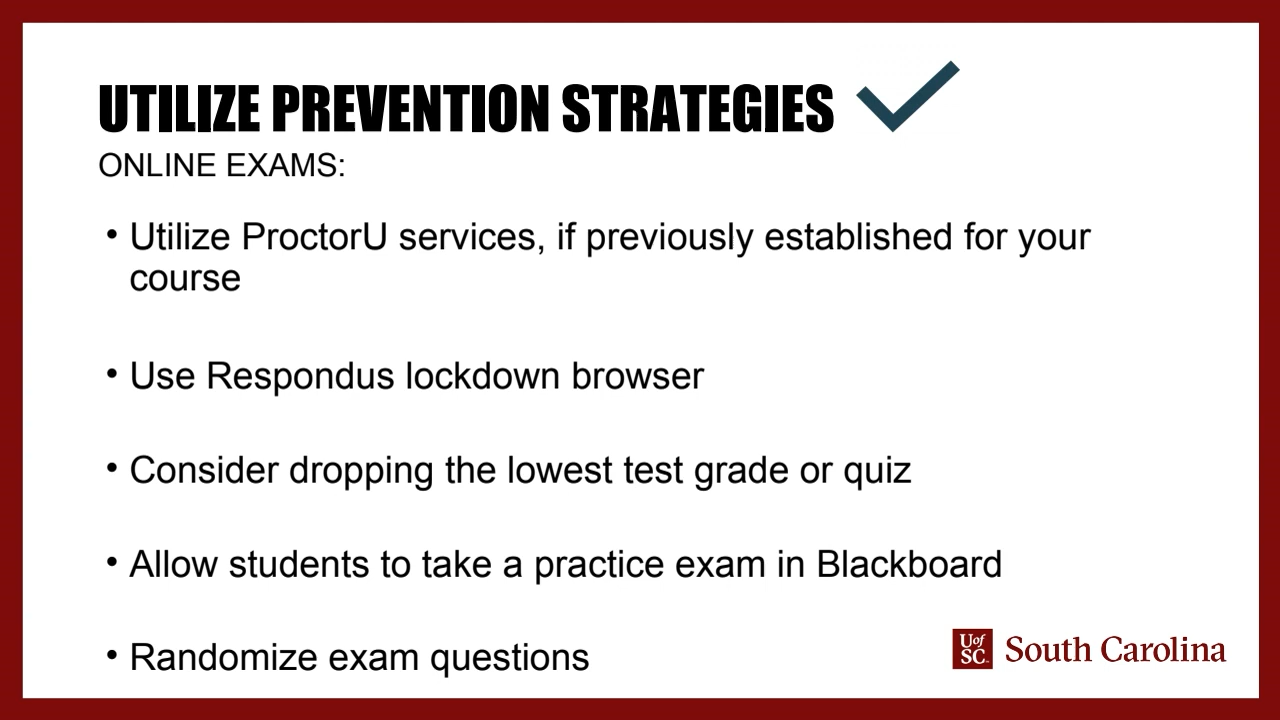 UTILIZE PREVENTION STRATEGIES
ONLINE EXAMS:
• Utilize ProctorU services, if previously established for your
course
• Use Respondus lockdown browser
• Consider dropping the lowest test grade or quiz
• Allow students to take a practice exam in Blackboard
• Randomize exam questions
U of
SC
South Carolina